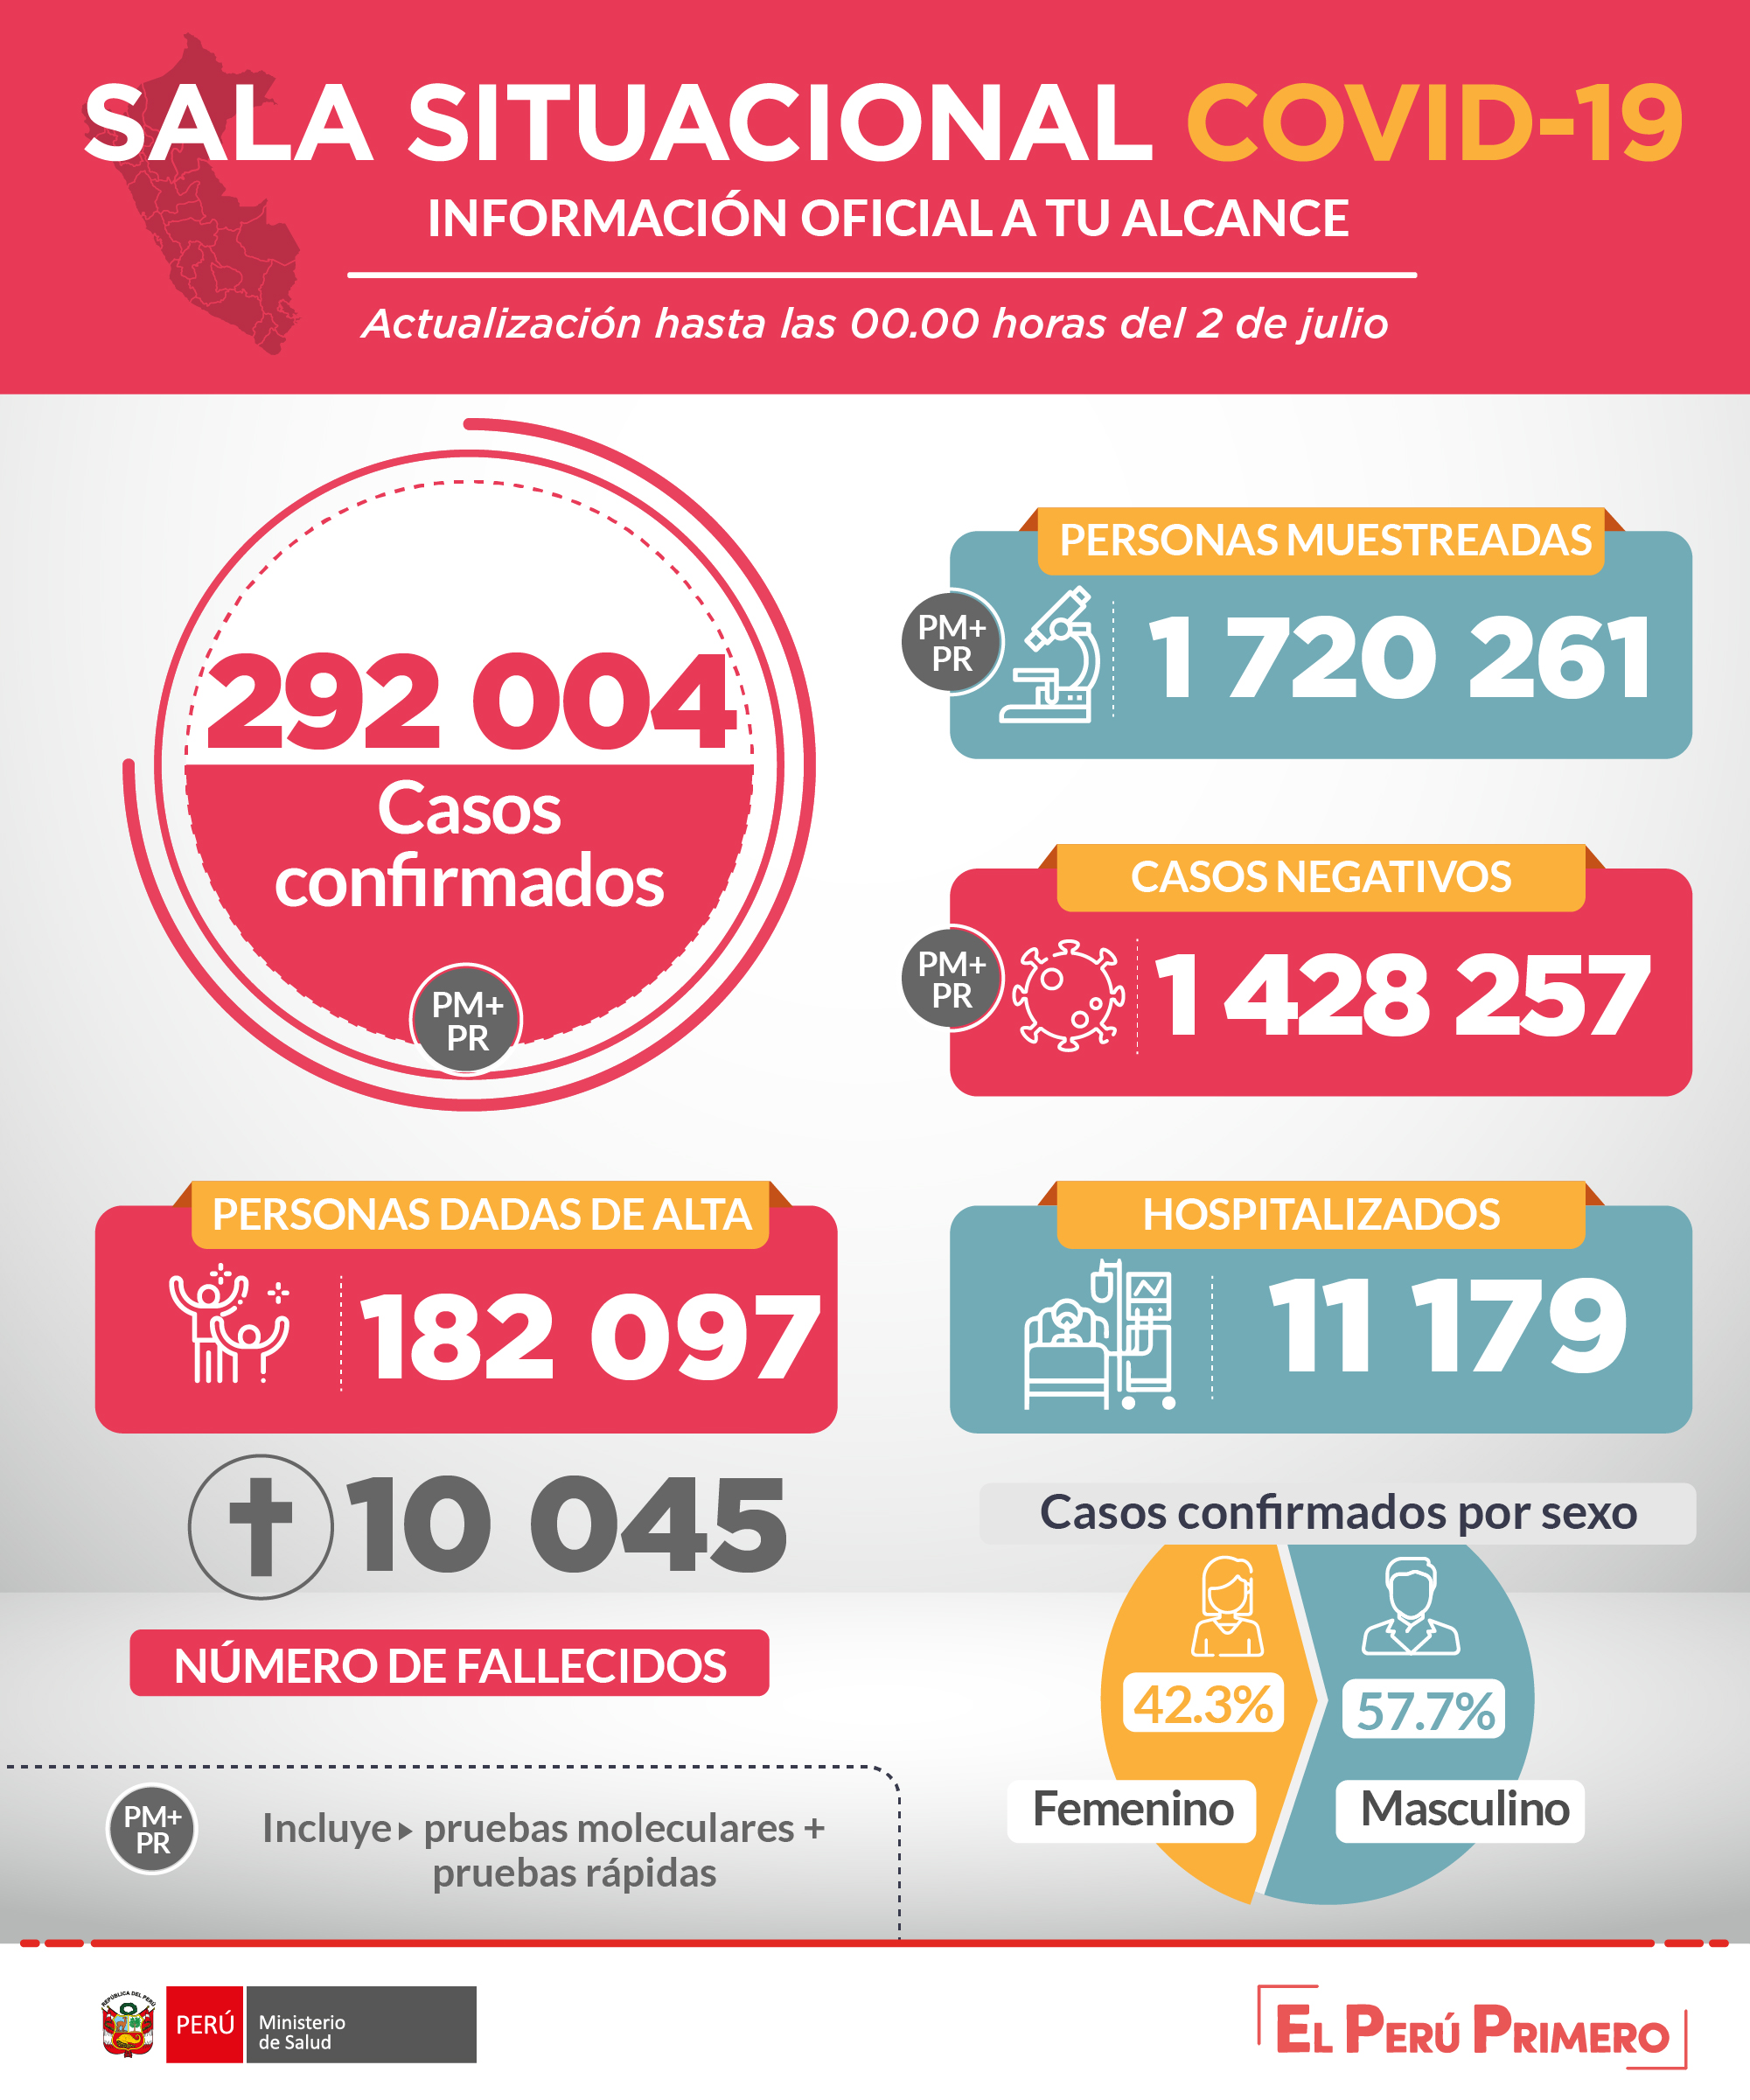 SALA SITUACIONAL COVID-19
INFORMACIÓN OFICIAL A TU ALCANCE
Actualización hasta las 00.00 horas del 2 de julio
292 004
Casos
confirmados
PM+
PR
PERSONAS MUESTREADAS
PM+
PR
1 720 261
CASOS NEGATIVOS
PM+
PR
1 428 257
PERSONAS DADAS DE ALTA
182 097
HOSPITALIZADOS
11 179
10 045
NÚMERO DE FALLECIDOS
Casos confirmados por sexo
42.3%
57.7%
Femenino
Masculino
PM+
PR
Incluye pruebas moleculares +
pruebas rápidas
REPÚBLICA DEL PERÚ
PERÚ
Ministerio
de Salud
EL PERÚ PRIMERO